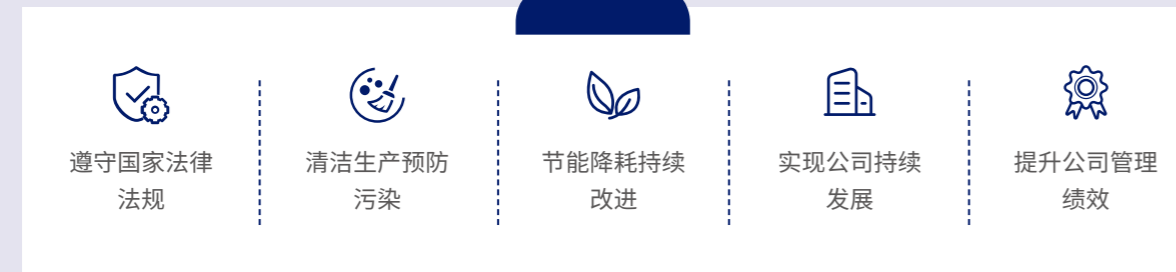 遵守国家法律
法规
清洁生产预防
污染
节能降耗持续
改进
实现公司持续
发展
提升公司管理
绩效